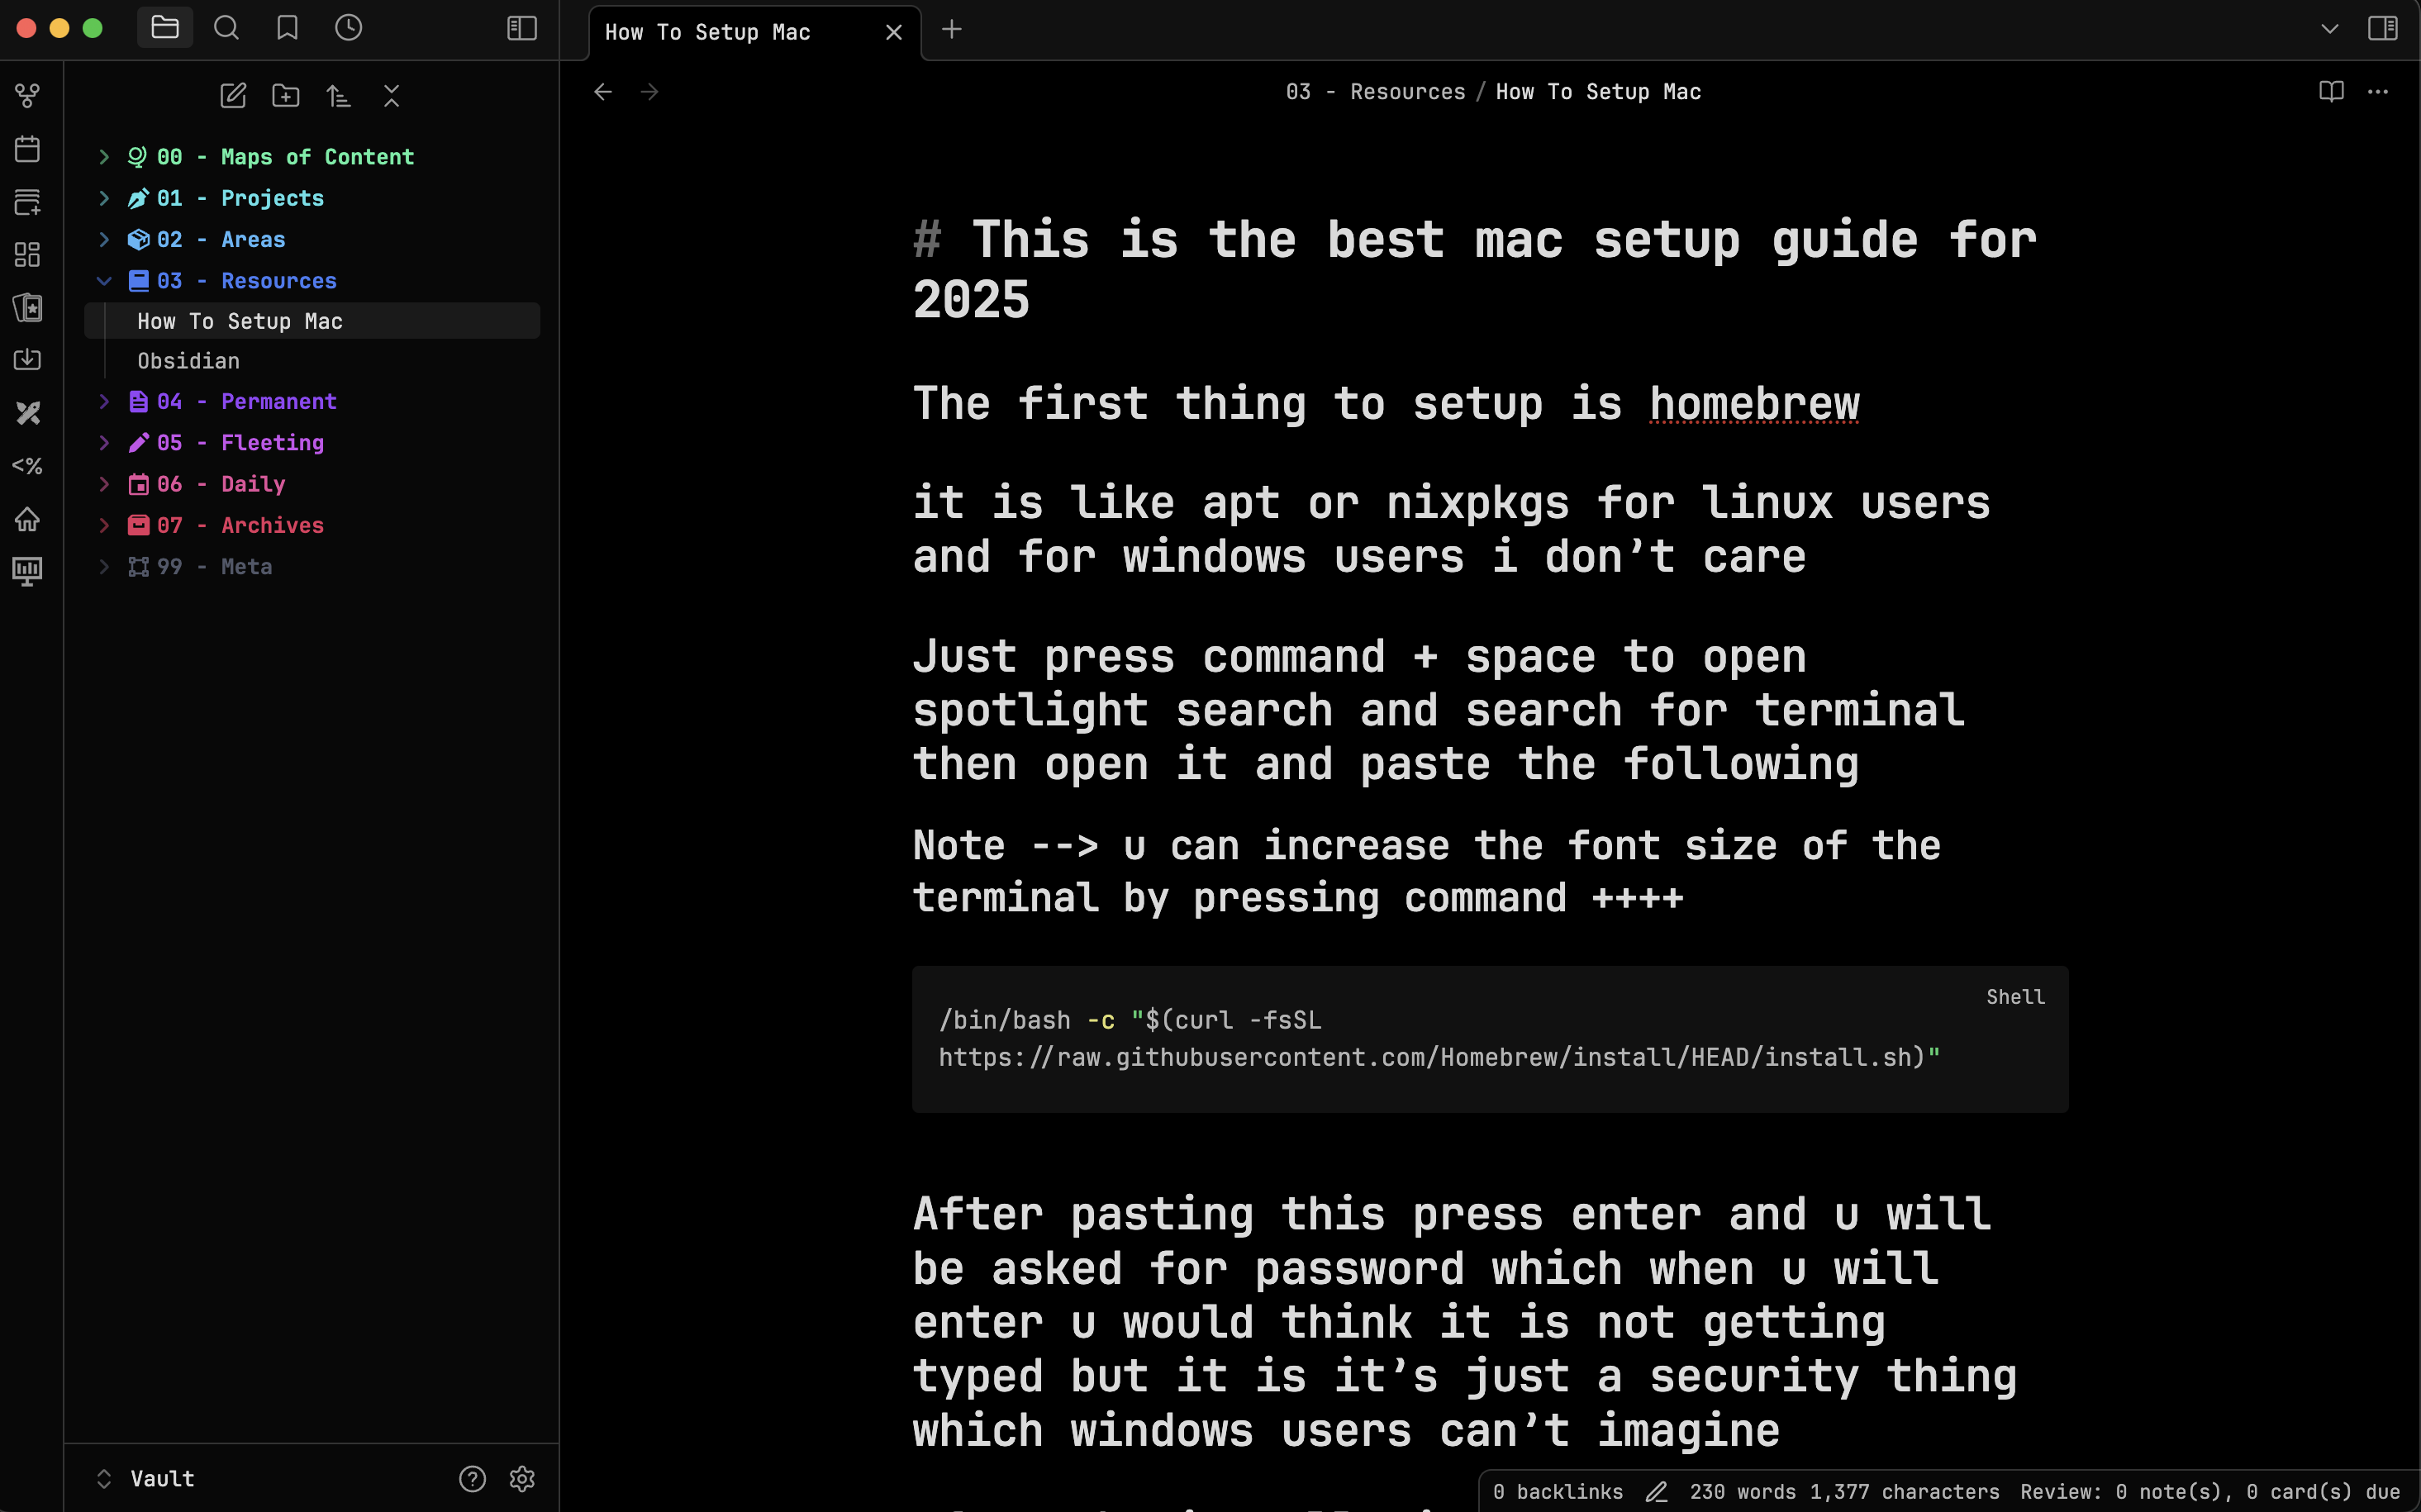 How To Setup Mac
03 - Resources / How To Setup Mac
<%
00 - Maps of Content
01 - Projects
02 - Areas
03 - Resources
How To Setup Mac
Obsidian
04 - Permanent
05 - Fleeting
06 - Daily
07 - Archives
99 - Meta
Vault
# This is the best mac setup guide for
2025
The first thing to setup is homebrew
it is like apt or nixpkgs for linux users
and for windows users i don’t care
Just press command + space to open
spotlight search and search for terminal
then open it and paste the following
Note --> u can increase the font size of the
terminal by pressing command ++++
Shell
/bin/bash -c "$(curl -fsSL
https://raw.githubusercontent.com/Homebrew/install/HEAD/install.sh)"
After pasting this press enter and u will
be asked for password which when u will
enter u would think it is not getting
typed but it is it’s just a security thing
which windows users can’t imagine
0 backlinks 230 words 1,377 characters Review: 0 note(s), 0 card(s) due